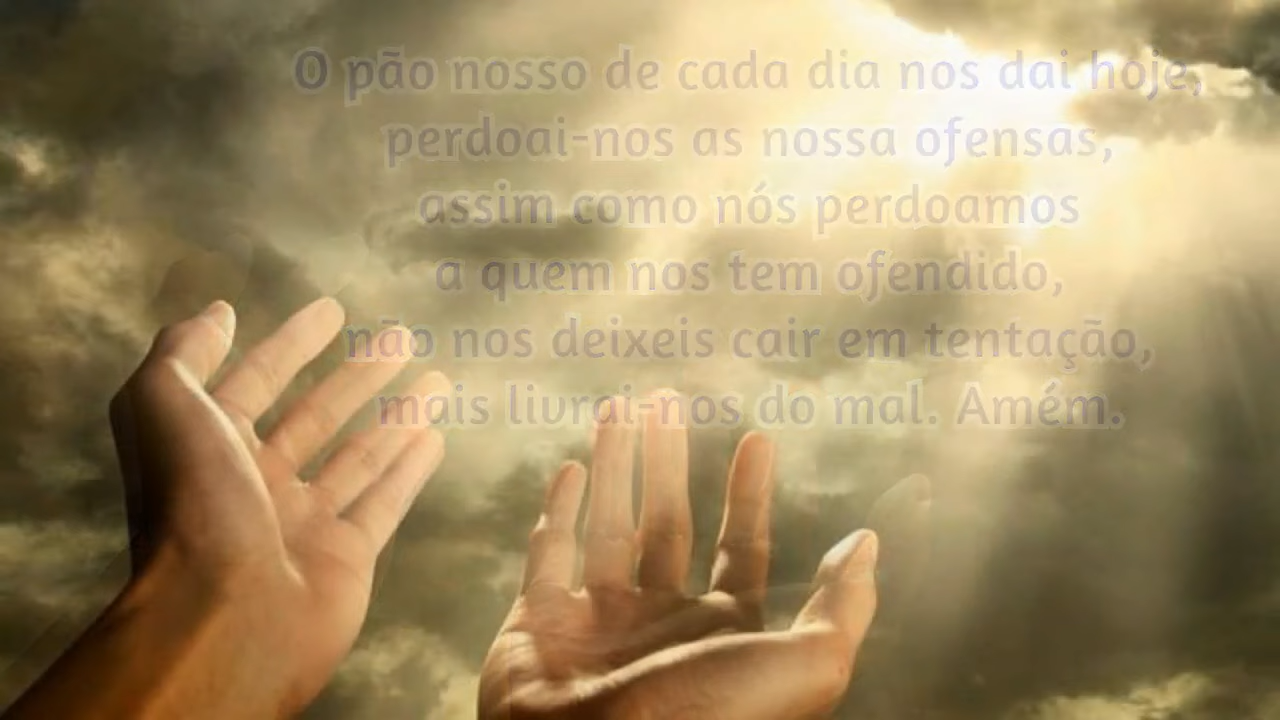 O pão nosso de cada dia nos dai hoje,
perdoai-nos as nossa ofensas,
assim como nós perdoamos
a quem nos tem ofendido,
não nos deixeis cair em tentação,
mais livrai-nos do mal. Amém.